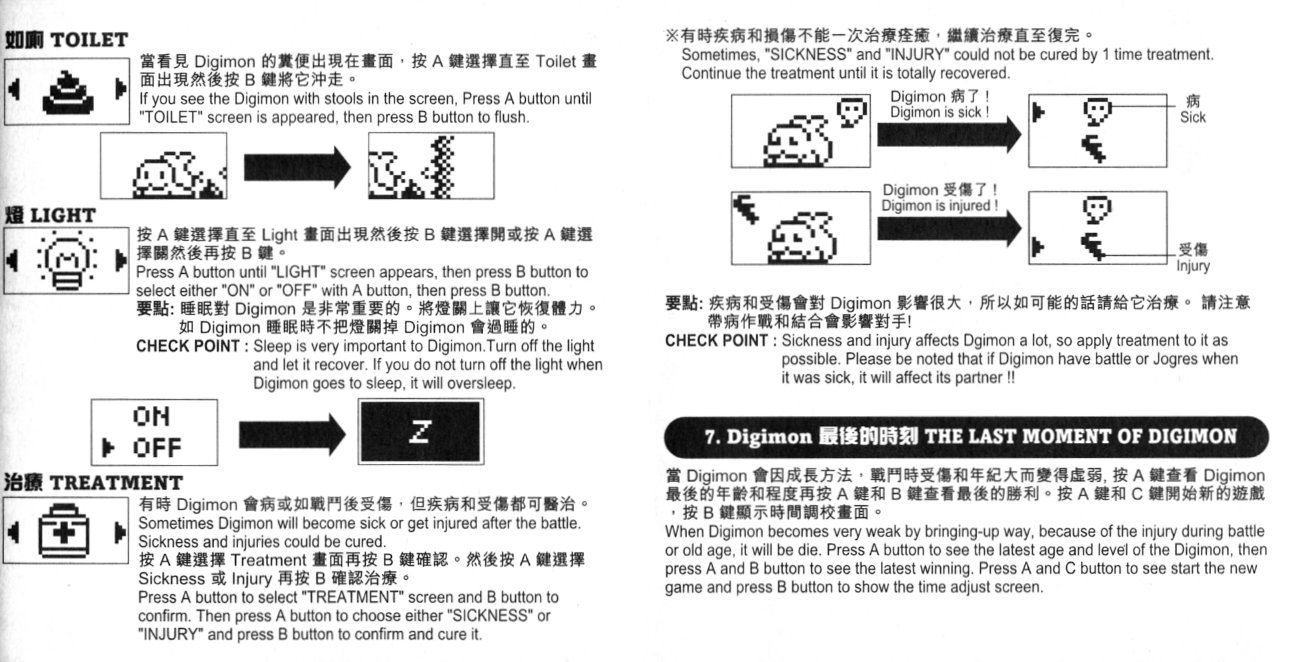 如廁 TOILET
當看見 Digimon 的糞便出現在畫面，按 A 鍵選擇直至 Toilet 畫
面出現然後按 B 鍵將它沖走。
If you see the Digimon with stools in the screen, Press A button until
"TOILET" screen is appeared, then press B button to flush.
燈 LIGHT
按 A 鍵選擇直至 Light 畫面出現然後按 B 鍵選擇開或按 A 鍵選
擇關然後再按 B 鍵。
Press A button until "LIGHT" screen appears, then press B button to
select either "ON" or "OFF" with A button, then press B button.
要點: 睡眠對 Digimon 是非常重要的。將燈關上讓它恢復體力。
如 Digimon 睡眠時不把燈關掉 Digimon 會過睡的。
CHECK POINT : Sleep is very important to Digimon.Turn off the light
and let it recover. If you do not turn off the light when
Digimon goes to sleep, it will oversleep.
ON
OFF
Z
治療 TREATMENT
有時 Digimon 會病或如戰鬥後受傷，但疾病和受傷都可醫治。
Sometimes Digimon will become sick or get injured after the battle.
Sickness and injuries could be cured.
按 A 鍵選擇 Treatment 畫面再按 B 鍵確認。然後按 A 鍵選擇
Sickness 或 Injury 再按 B 確認治療。
Press A button to select "TREATMENT" screen and B button to
confirm. Then press A button to choose either "SICKNESS" or
"INJURY" and press B button to confirm and cure it.
※有時疾病和損傷不能一次治療痊癒，繼續治療直至復完。
Sometimes, "SICKNESS" and "INJURY" could not be cured by 1 time treatment.
Continue the treatment until it is totally recovered.
Digimon 病了！
Digimon is sick !
病
Sick
Digimon 受傷了！
Digimon is injured !
受傷
Injury
要點: 疾病和受傷會對 Digimon 影響很大，所以如可能的話請給它治療。 請注意
帶病作戰和結合會影響對手!
CHECK POINT : Sickness and injury affects Dgimon a lot, so apply treatment to it as
possible. Please be noted that if Digimon have battle or Jogres when
it was sick, it will affect its partner !!
7. Digimon 最後的時刻 THE LAST MOMENT OF DIGIMON
當 Digimon 會因成長方法，戰鬥時受傷和年紀大而變得虛弱, 按 A 鍵查看 Digimon
最後的年齡和程度再按 A 鍵和 B 鍵查看最後的勝利。按 A 鍵和 C 鍵開始新的遊戲
，按 B 鍵顯示時間調校畫面。
When Digimon becomes very weak by bringing-up way, because of the injury during battle
or old age, it will be die. Press A button to see the latest age and level of the Digimon, then
press A and B button to see the latest winning. Press A and C button to see start the new
game and press B button to show the time adjust screen.